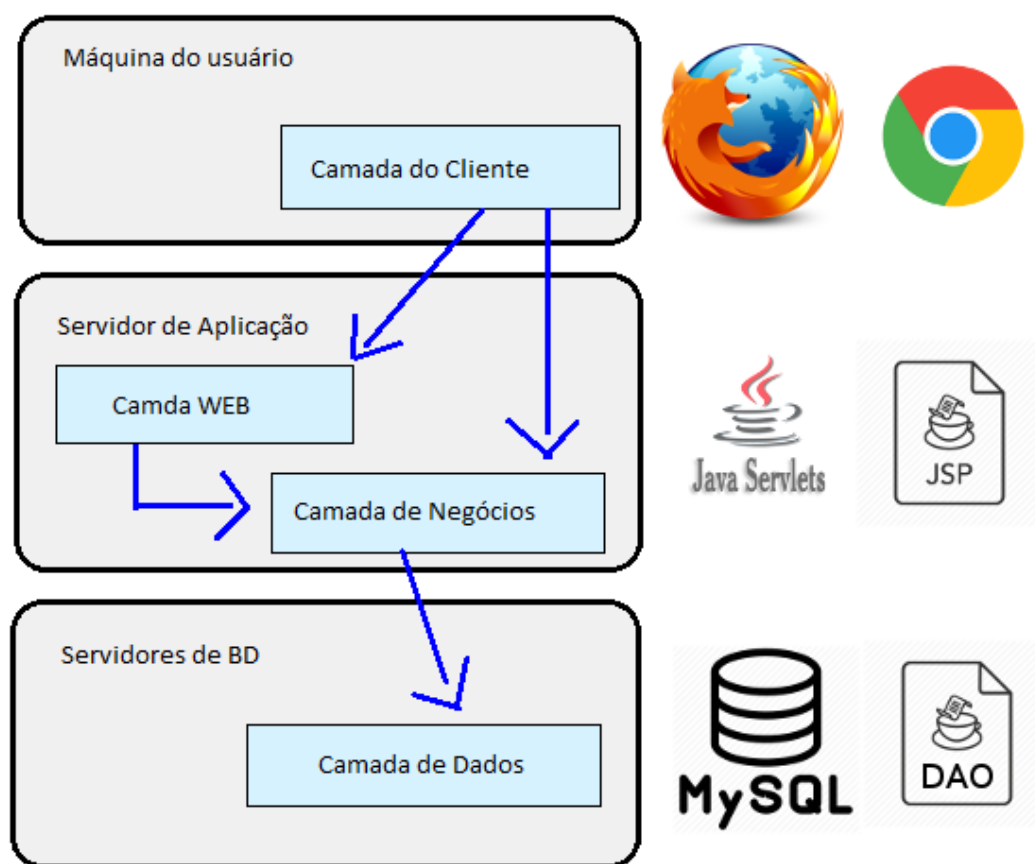 Máquina do usuário
Camada do Cliente
Servidor de Aplicação
Camda WEB
Java Servlets
JSP
Camada de Negócios
Servidores de BD
Camada de Dados
MySQL
DAO